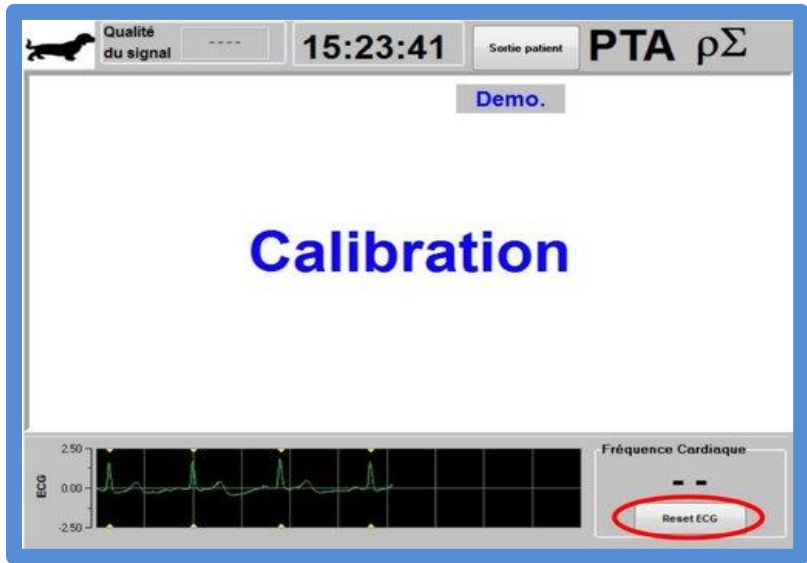 Qualité
du signal
----
15:23:41
Sortie patient
PTA ρΣ
Demo.
Calibration
ECG
2.50
0.00
-2.50
Fréquence Cardiaque
--
Reset ECG